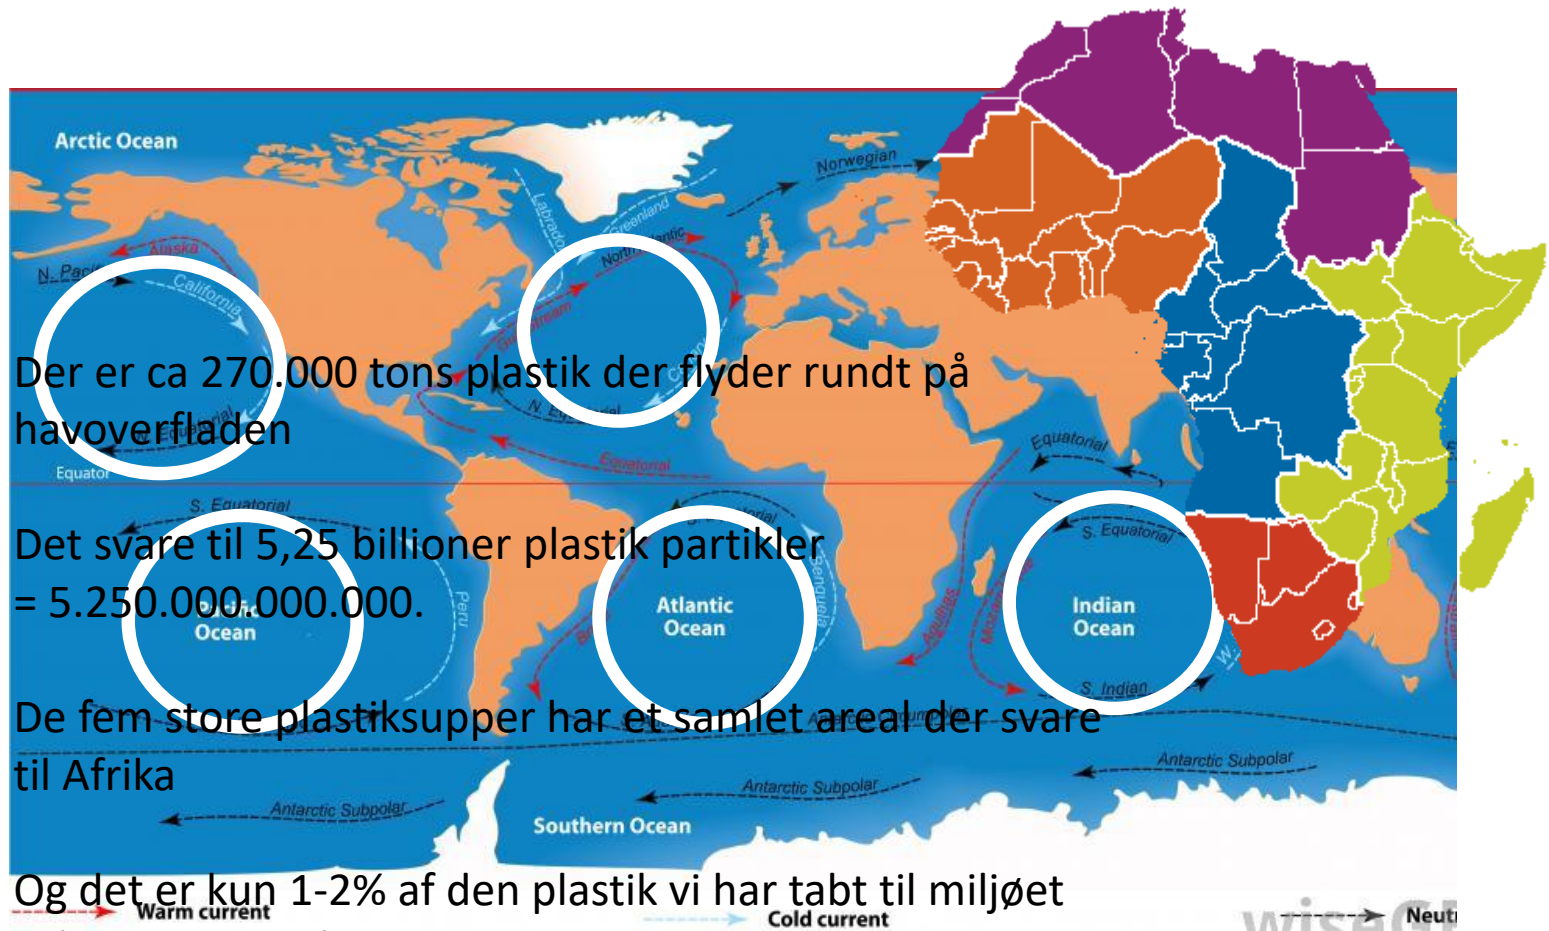 Arctic Ocean
Norwegian
Labrador
Greenland
North Atlantic
Alaska
N. Pacif
California
Gulf Stream
Der er ca 270.000 tons plastik der flyder rundt på
havoverfladen
N. Equatorial
N. Equatorial
Equatorial
Equatorial
Equator
S. Equatorial
S. Equatorial
Det svare til 5,25 billioner plastik partikler
= 5.250.000.000.000.
Pacific
Ocean
Peru
Atlantic
Ocean
Benguela
Agulhas
Indian
Ocean
W.
S. Indian
De fem store plastiksupper har et samlet areal der svare
til Afrika
Antarctic Subpolar
Antarctic Subpolar
Antarctic Subpolar
Southern Ocean
Og det er kun 1-2% af den plastik vi har tabt til miljøet
Warm current
Cold current
Neut